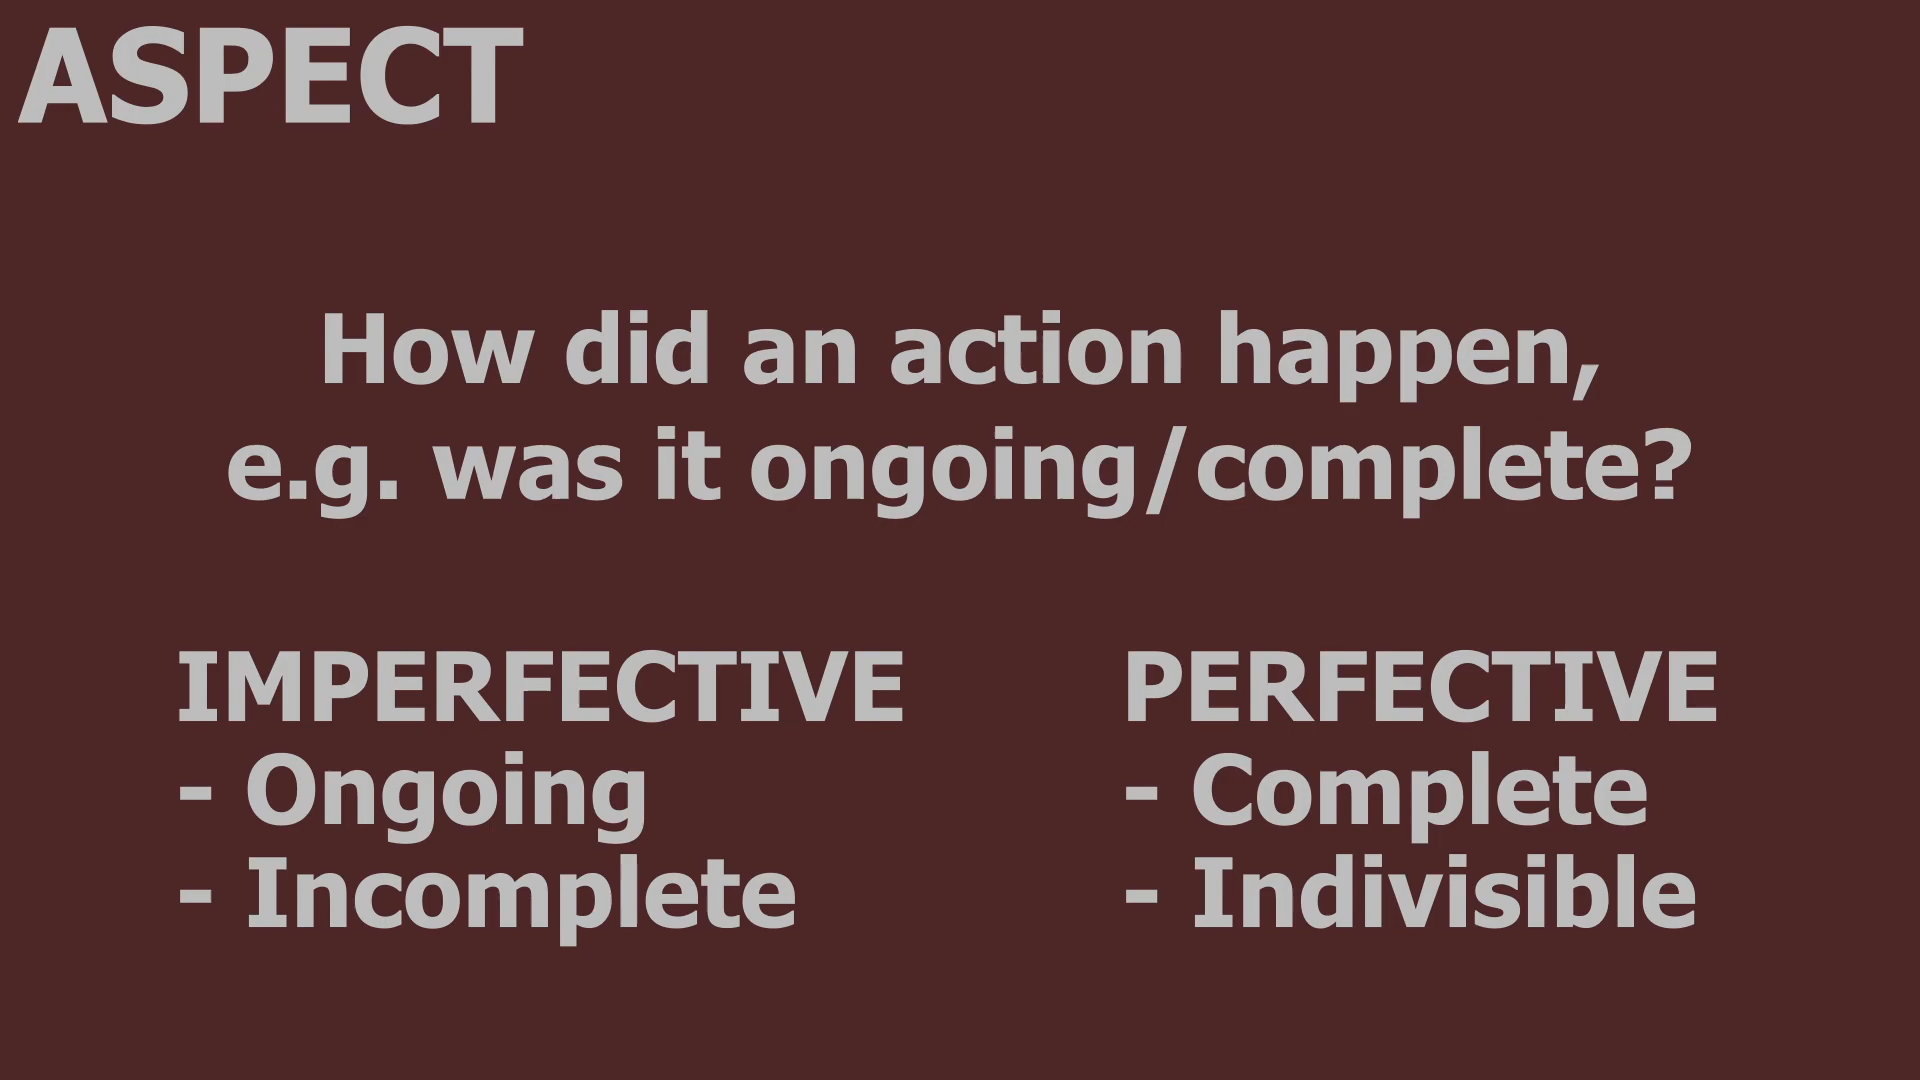 ASPECT
How did an action happen,
e.g. was it ongoing/complete?
IMPERFECTIVE
- Ongoing
- Incomplete
PERFECTIVE
- Complete
- Indivisible